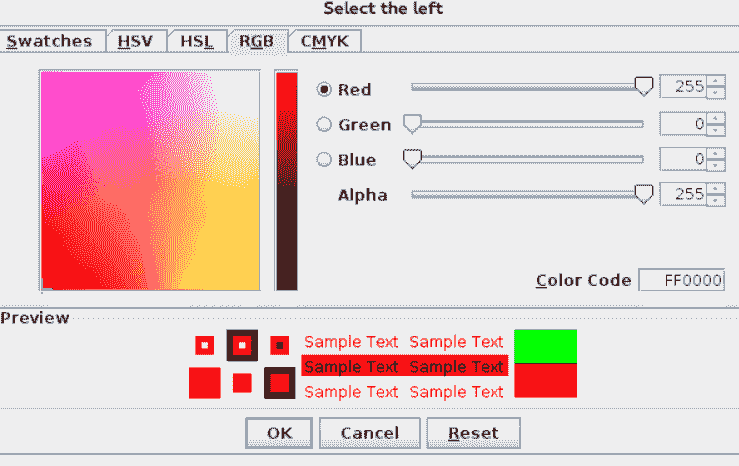 Select the left
Swatches HSV HSL RGB CMYK
Red 255
Green 0
Blue 0
Alpha 255
Color Code FF0000
Preview
Sample Text Sample Text
Sample Text Sample Text
Sample Text Sample Text
OK Cancel Reset